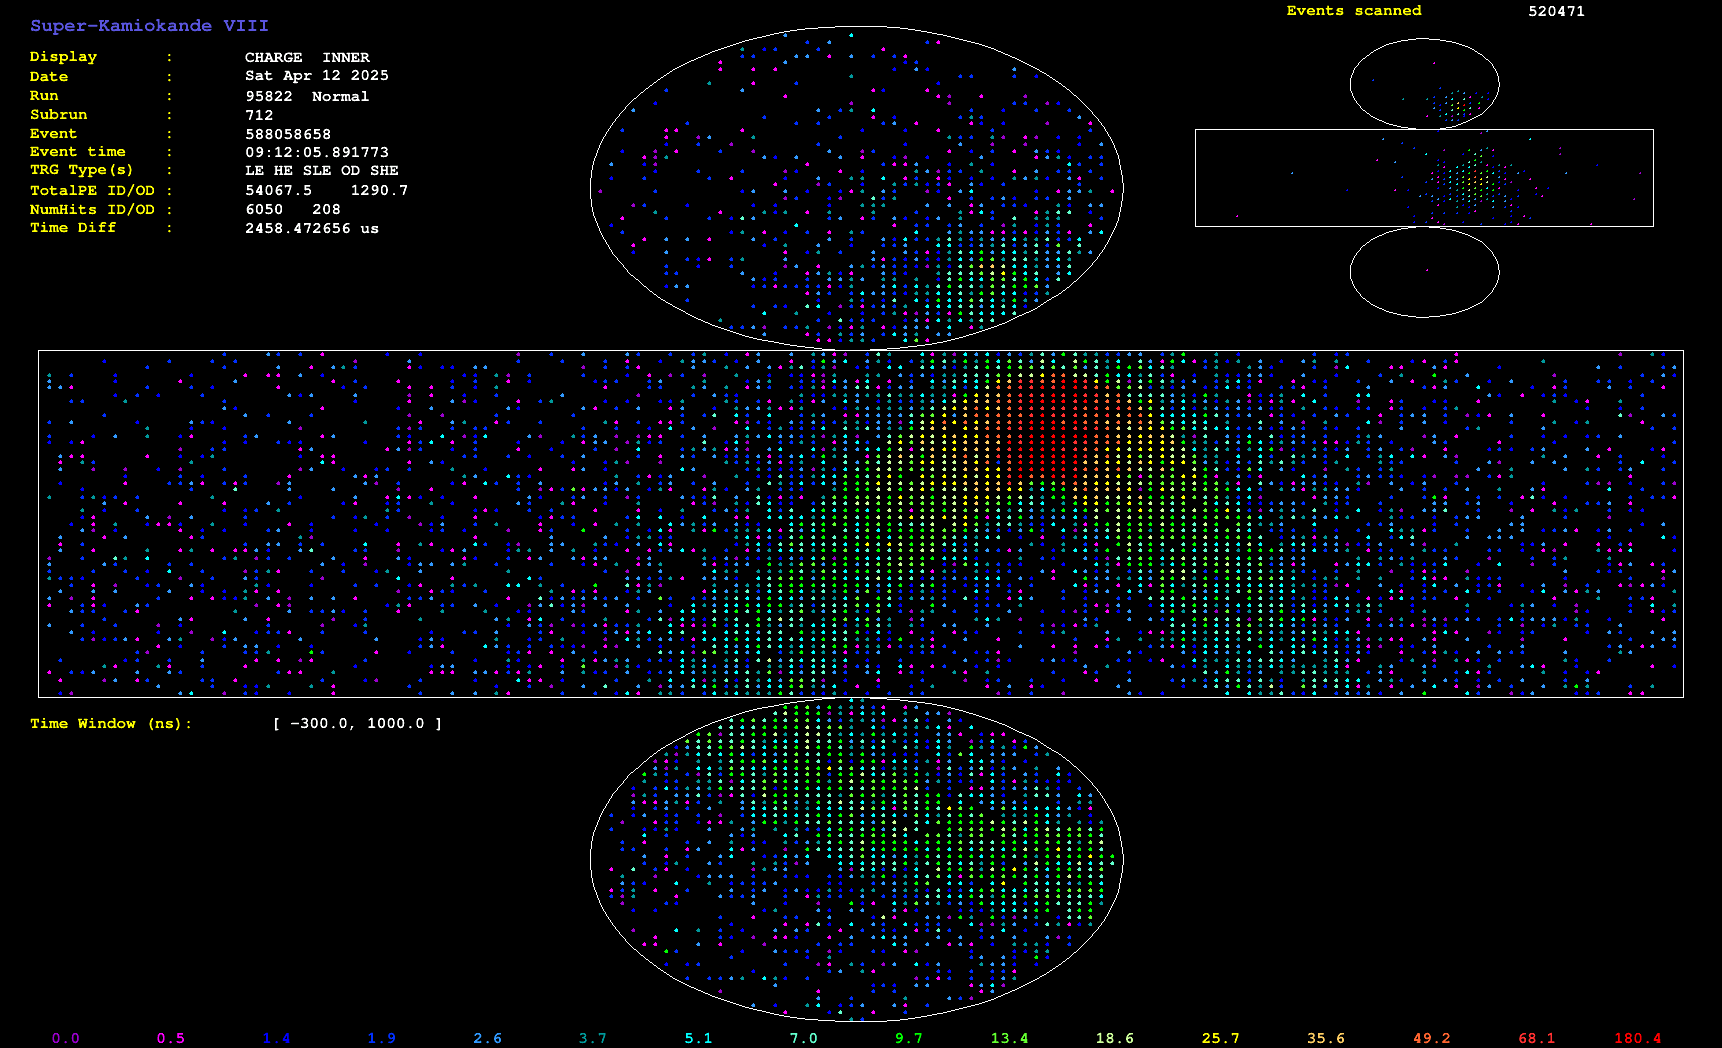 Super-Kamiokande VIII
Display : CHARGE INNER
Date : Sat Apr 12 2025
Run : 95822 Normal
Subrun : 712
Event : 588058658
Event time : 09:12:05.891773
TRG Type(s) : LE HE SLE OD SHE
TotalPE ID/OD : 54067.5 1290.7
NumHits ID/OD : 6050 208
Time Diff : 2458.472656 us
Events scanned 520471
Time Window (ns): [ -300.0, 1000.0 ]
0.0 0.5 1.4 1.9 2.6 3.7 5.1 7.0 9.7 13.4 18.6 25.7 35.6 49.2 68.1 180.4